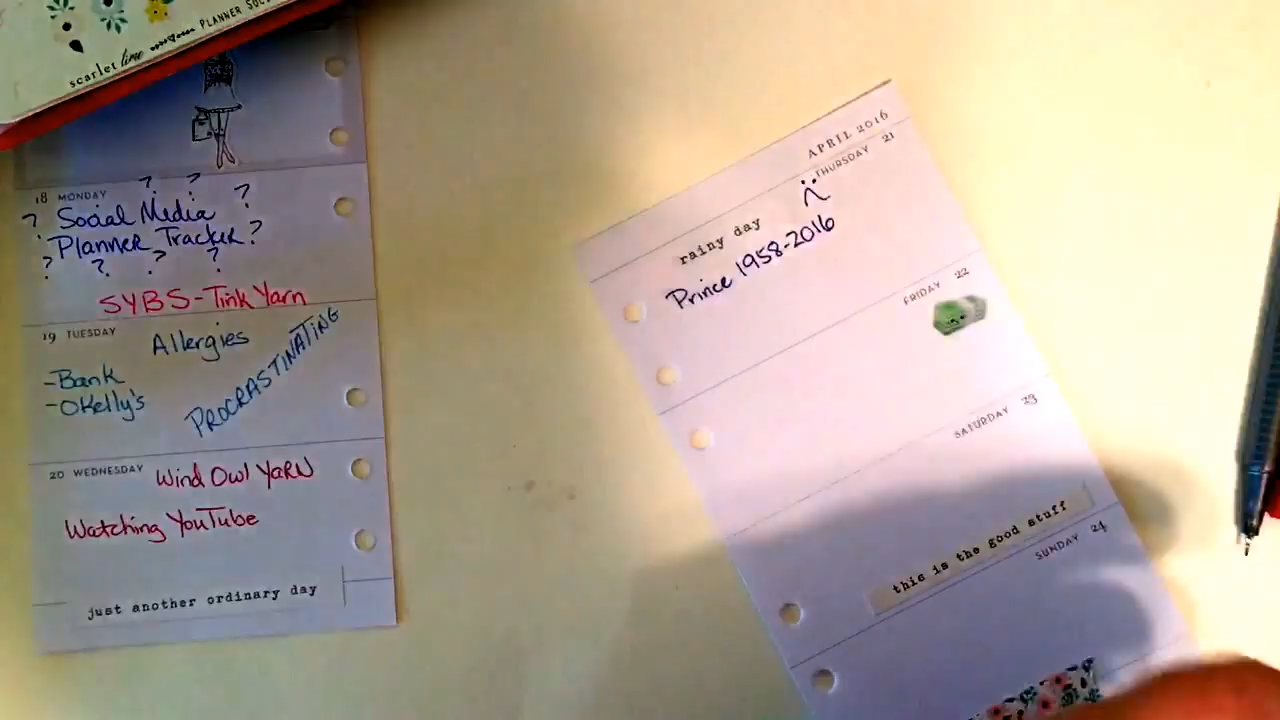 scarlet lime PLANNER SOC
18 MONDAY
? ? ?
? Social Media
Planner Tracker?
? ? ? ?
SYBS-Tink Yarn
19 TUESDAY
Allergies
-Bank
-OKelly's
PROCRASTINATING
20 WEDNESDAY
Wind Owl YARN
Watching YouTube
just another ordinary day
APRIL 2016
THURSDAY 21
rainy day :(
Prince 1958-2016
FRIDAY 22
SATURDAY 23
this is the good stuff
SUNDAY 24